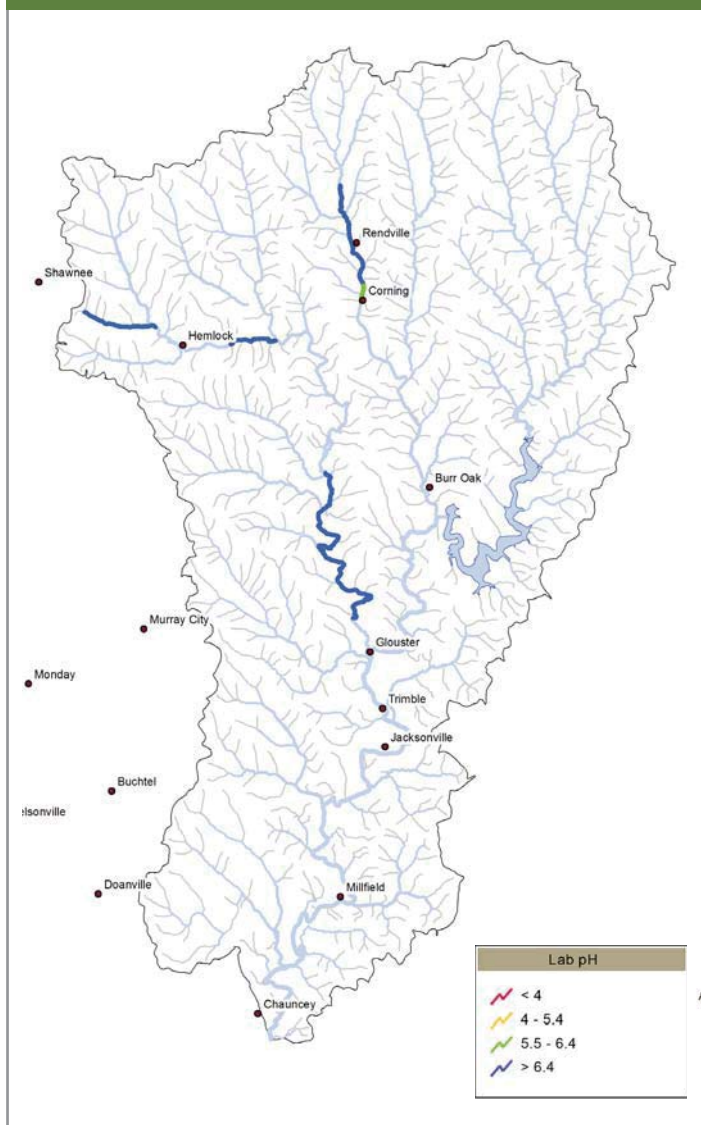 Rendville
Shawnee
Corning
Hemlock
Burr Oak
Murray City
Glouster
Monday
Trimble
Jacksonville
Buchtel
elsonville
Doanville
Millfield
Lab pH
< 4
4 - 5.4
5.5 - 6.4
> 6.4
Chauncey